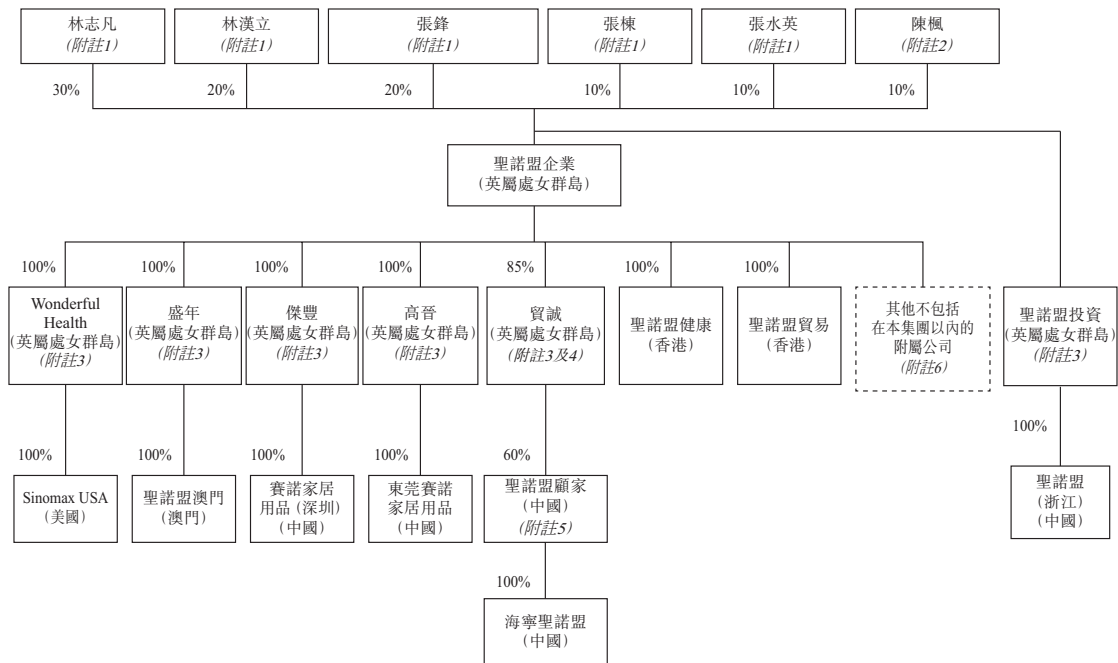 林志凡
(附註1)
林漢立
(附註1)
張鋒
(附註1)
張棟
(附註1)
張水英
(附註1)
陳楓
(附註2)
30%
20%
20%
10%
10%
10%
聖諾盟企業
(英屬處女群島)
100%
100%
100%
100%
85%
100%
100%
Wonderful
Health
(英屬處女群島)
(附註3)
盛年
(英屬處女群島)
(附註3)
傑豐
(英屬處女群島)
(附註3)
高晉
(英屬處女群島)
(附註3)
貿誠
(英屬處女群島)
(附註3及4)
聖諾盟健康
(香港)
聖諾盟貿易
(香港)
其他不包括
在本集團以內的
附屬公司
(附註6)
聖諾盟投資
(英屬處女群島)
(附註3)
100%
100%
100%
100%
60%
100%
Sinomax USA
(美國)
聖諾盟澳門
(澳門)
賽諾家居
用品(深圳)
(中國)
東莞賽諾
家居用品
(中國)
聖諾盟顧家
(中國)
(附註5)
聖諾盟
(浙江)
(中國)
100%
海寧聖諾盟
(中國)